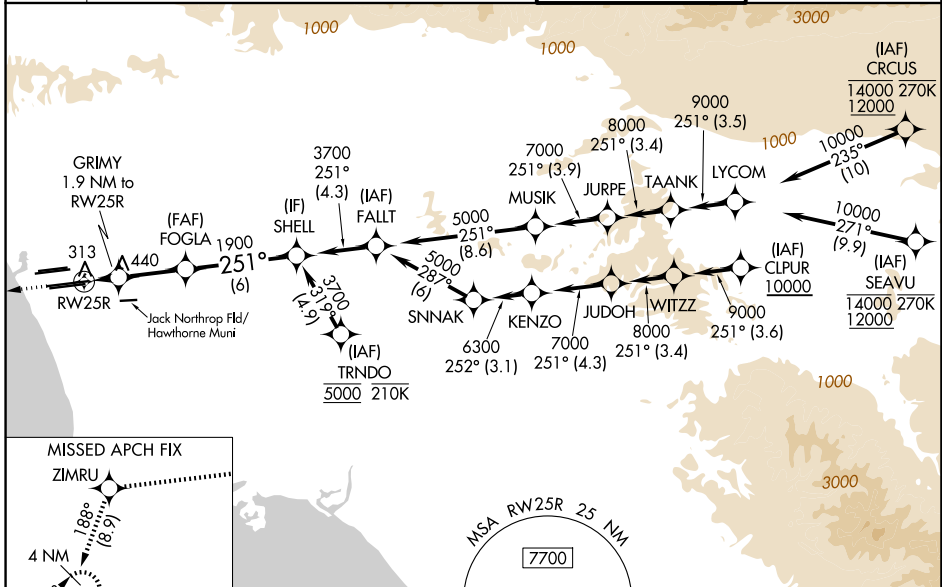 1000
1000
3000
(IAF)
CRCUS
14000 270K
12000
9000
251° (3.5)
8000
251° (3.4)
1000
10000
235°
(10)
7000
251° (3.9)
GRIMY
1.9 NM to
RW25R
3700
251°
(4.3)
(IAF)
FALLT
MUSIK
JURPE
TAANK
LYCOM
(FAF)
FOGLA
(IF)
SHELL
5000
251°
(8.6)
10000
271°
(9.9)
313
440
1900
251°
(6)
5000
287°
(6)
(IAF)
CLPUR
10000
(IAF)
SEAVU
14000 270K
12000
RW25R
Jack Northrop Fld/
Hawthorne Muni
3700
319°
(4.9)
SNNAK
KENZO
JUDOH
WITZZ
9000
251° (3.6)
8000
251° (3.4)
7000
251° (4.3)
6300
252° (3.1)
(IAF)
TRNDO
5000 210K
1000
MISSED APCH FIX
ZIMRU
188°
(8.9)
4 NM
3000
MSA RW25R 25 NM
7700